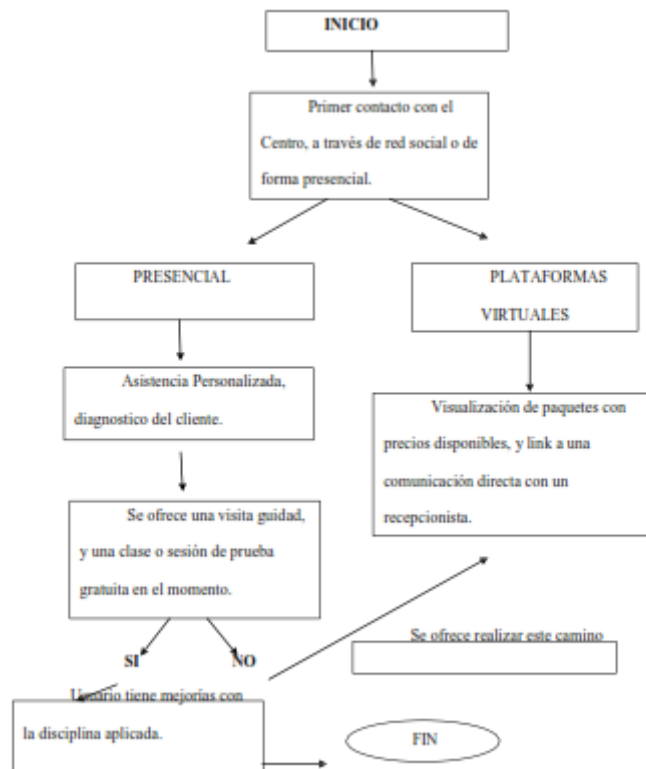 INICIO
Primer contacto con el
Centro, a través de red social o de
forma presencial.
PRESENCIAL
PLATAFORMAS
VIRTUALES
Asistencia Personalizada,
diagnostico del cliente.
Visualización de paquetes con
precios disponibles, y link a una
comunicación directa con un
recepcionista.
Se ofrece una visita guidad,
y una clase o sesión de prueba
gratuita en el momento.
SI
NO
Se ofrece realizar este camino
Usuario tiene mejorías con
la disciplina aplicada.
FIN